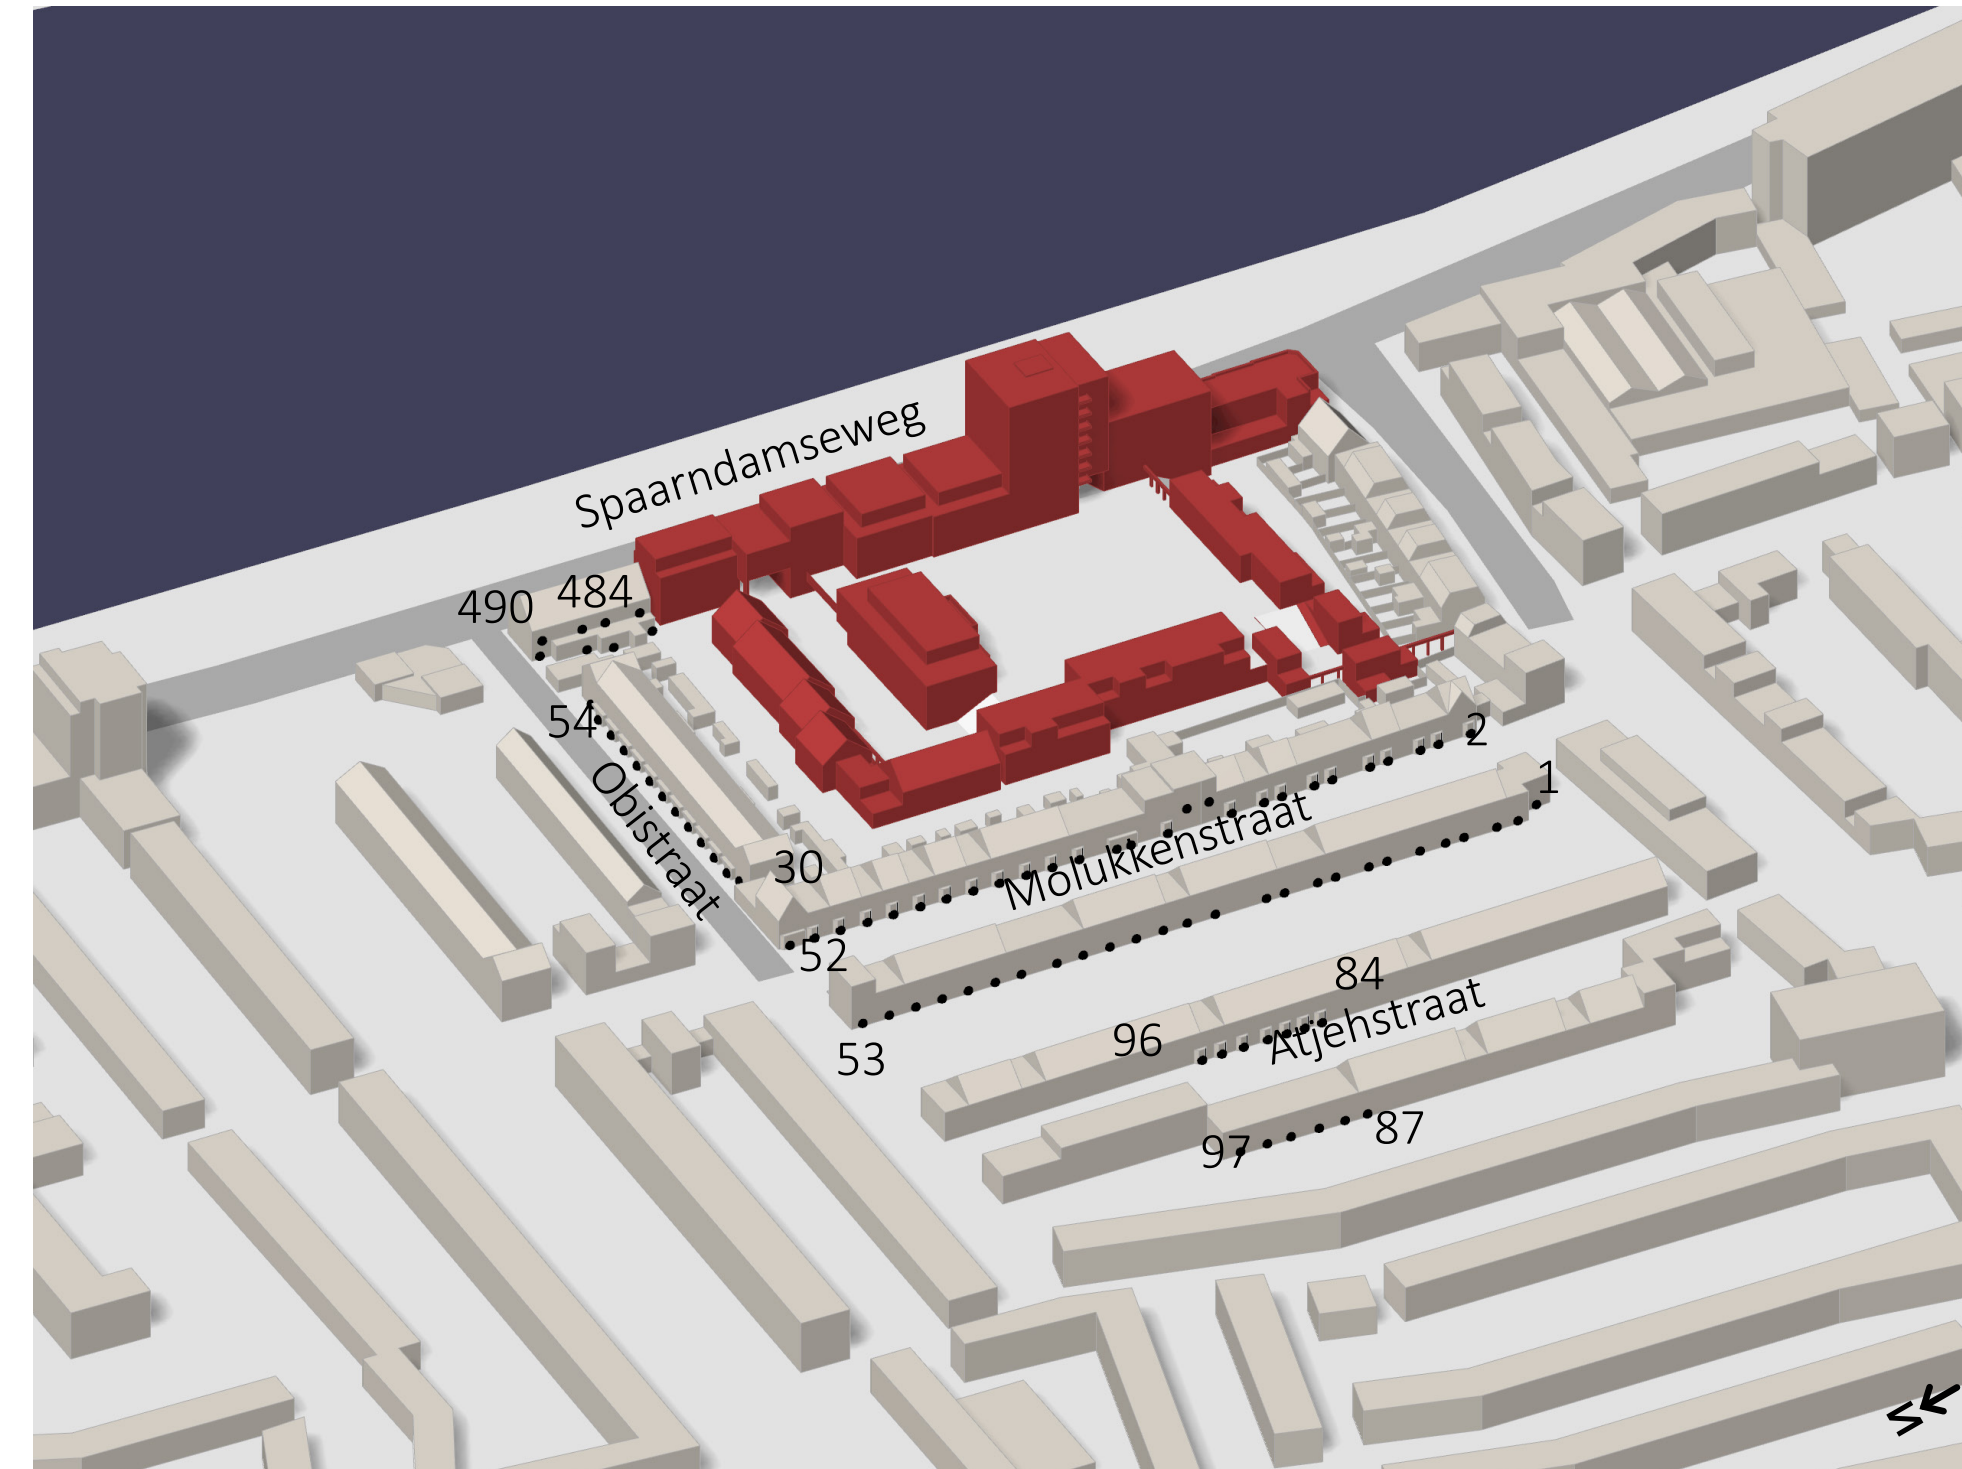 Spaarndamseweg
490
484
54
Obistraat
30
2
1
Molukkenstraat
52
53
84
96
Atjehstraat
97
87
N